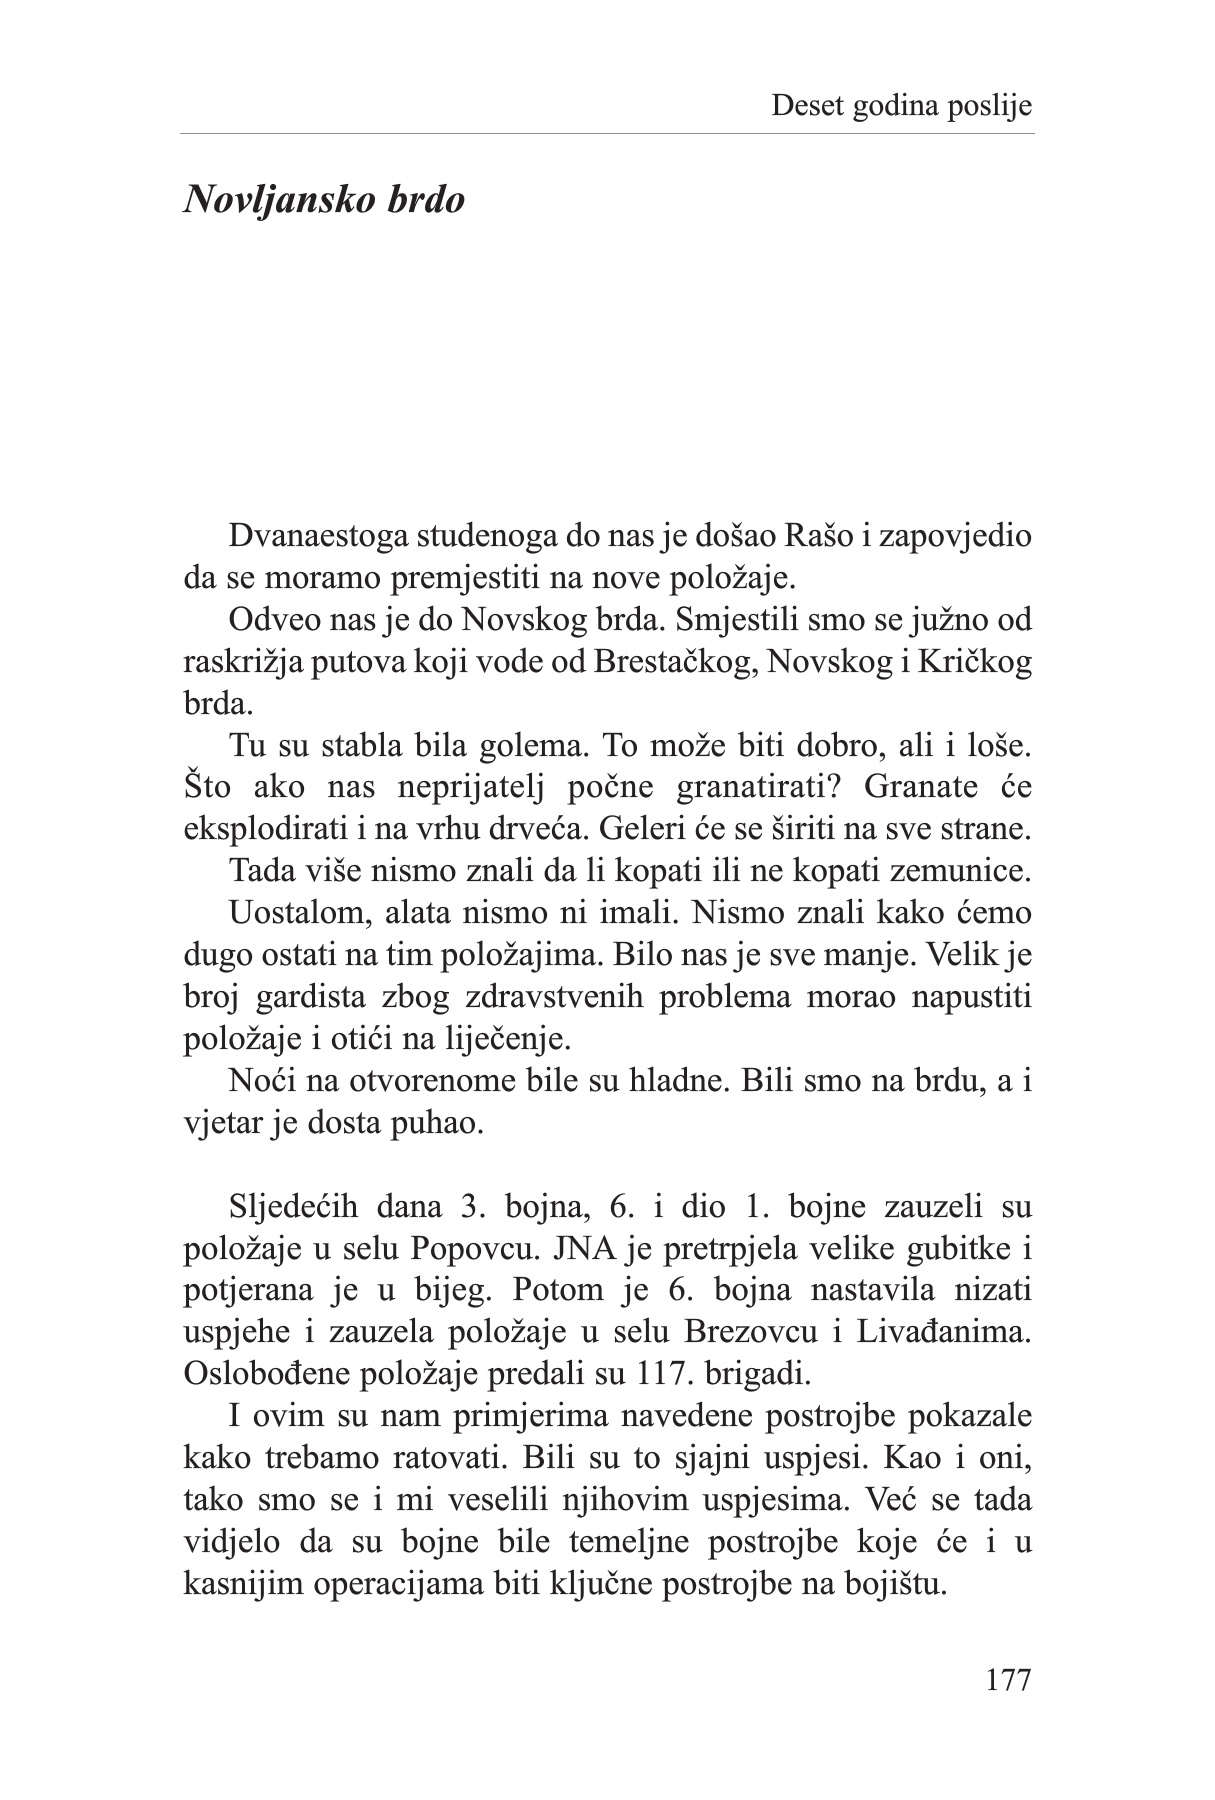 Deset godina poslije
Novljansko brdo
Dvanaestoga studenoga do nas je došao Rašo i zapovjedio
da se moramo premjestiti na nove položaje.
Odveo nas je do Novskog brda. Smjestili smo se južno od
raskrižja putova koji vode od Brestačkog, Novskog i Kričkog
brda.
Tu su stabla bila golema. To može biti dobro, ali i loše.
Što ako nas neprijatelj počne granatirati? Granate će
eksplodirati i na vrhu drveća. Geleri će se širiti na sve strane.
Tada više nismo znali da li kopati ili ne kopati zemunice.
Uostalom, alata nismo ni imali. Nismo znali kako ćemo
dugo ostati na tim položajima. Bilo nas je sve manje. Velik je
broj gardista zbog zdravstvenih problema morao napustiti
položaje i otići na liječenje.
Noći na otvorenome bile su hladne. Bili smo na brdu, a i
vjetar je dosta puhao.
Sljedećih dana 3. bojna, 6. i dio 1. bojne zauzeli su
položaje u selu Popovcu. JNA je pretrpjela velike gubitke i
potjerana je u bijeg. Potom je 6. bojna nastavila nizati
uspjehe i zauzela položaje u selu Brezovcu i Livađanima.
Oslobođene položaje predali su 117. brigadi.
I ovim su nam primjerima navedene postrojbe pokazale
kako trebamo ratovati. Bili su to sjajni uspjesi. Kao i oni,
tako smo se i mi veselili njihovim uspjesima. Već se tada
vidjelo da su bojne bile temeljne postrojbe koje će i u
kasnijim operacijama biti ključne postrojbe na bojištu.
177